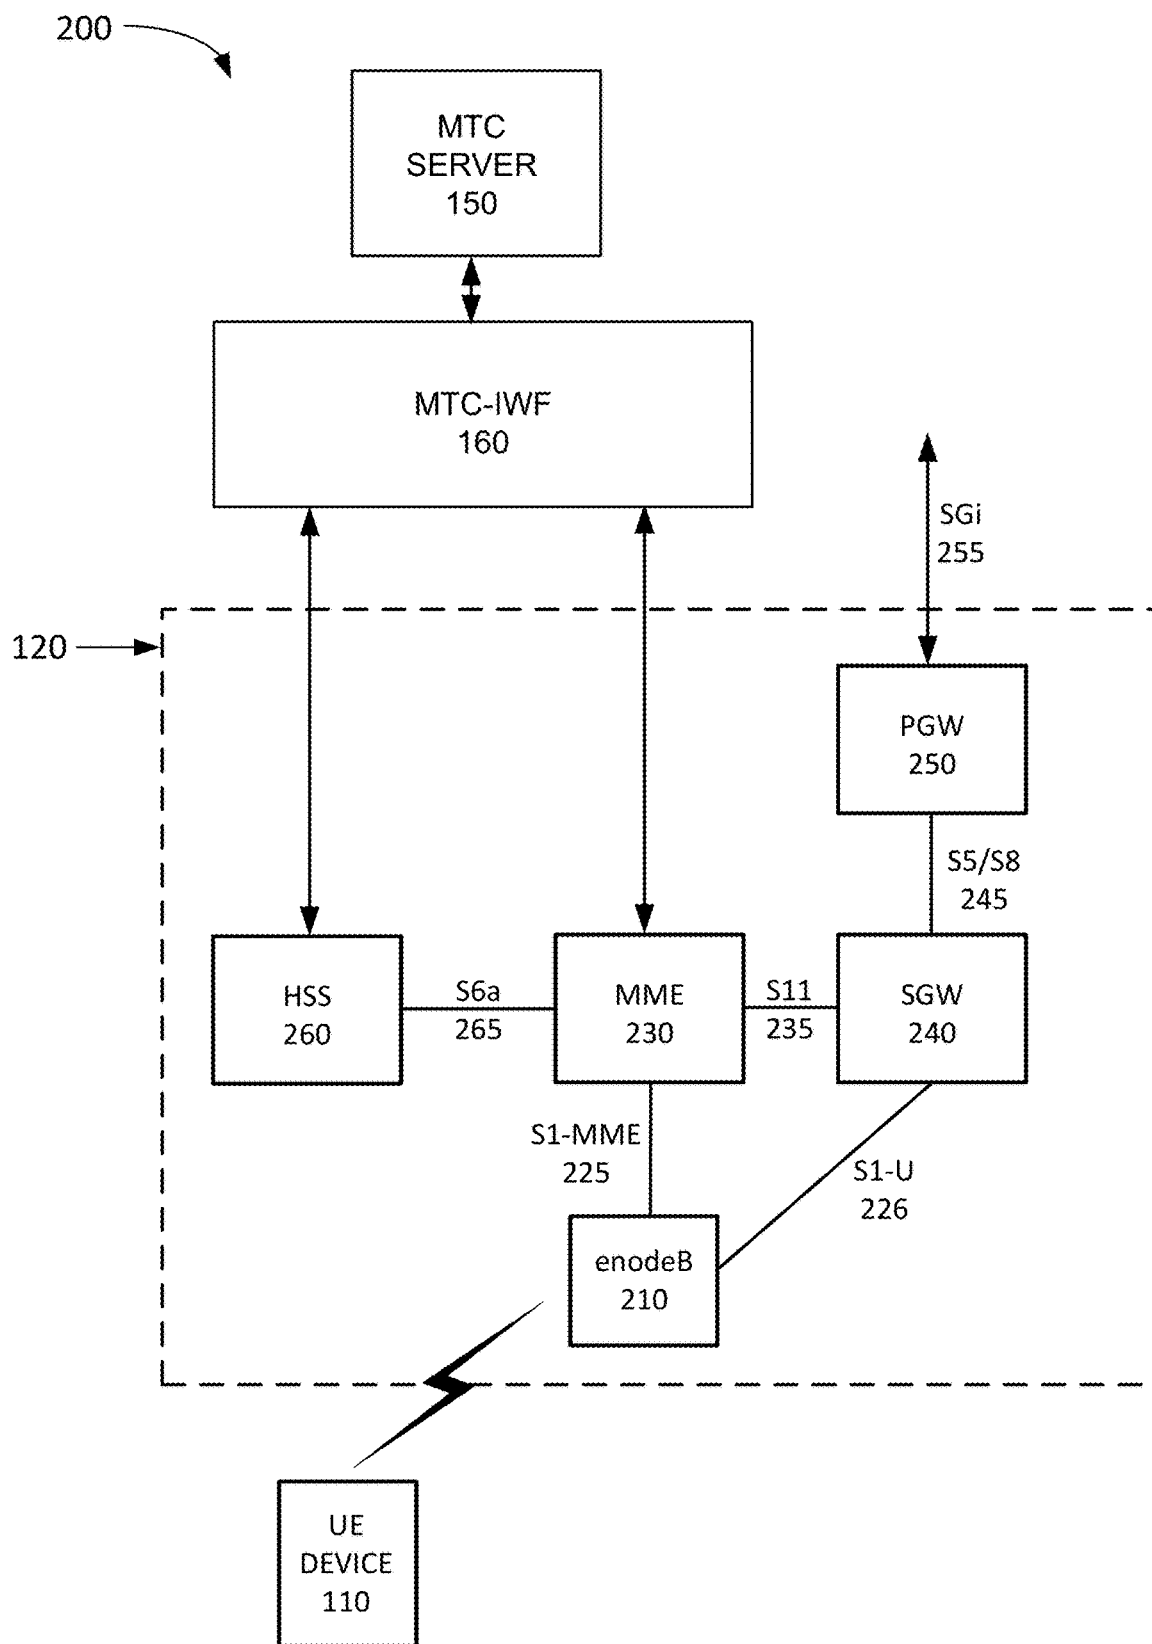 200
MTC
SERVER
150
MTC-IWF
160
SGi
255
120
PGW
250
S5/S8
245
HSS
260
S6a
265
MME
230
S11
235
SGW
240
S1-MME
225
S1-U
226
enodeB
210
UE
DEVICE
110